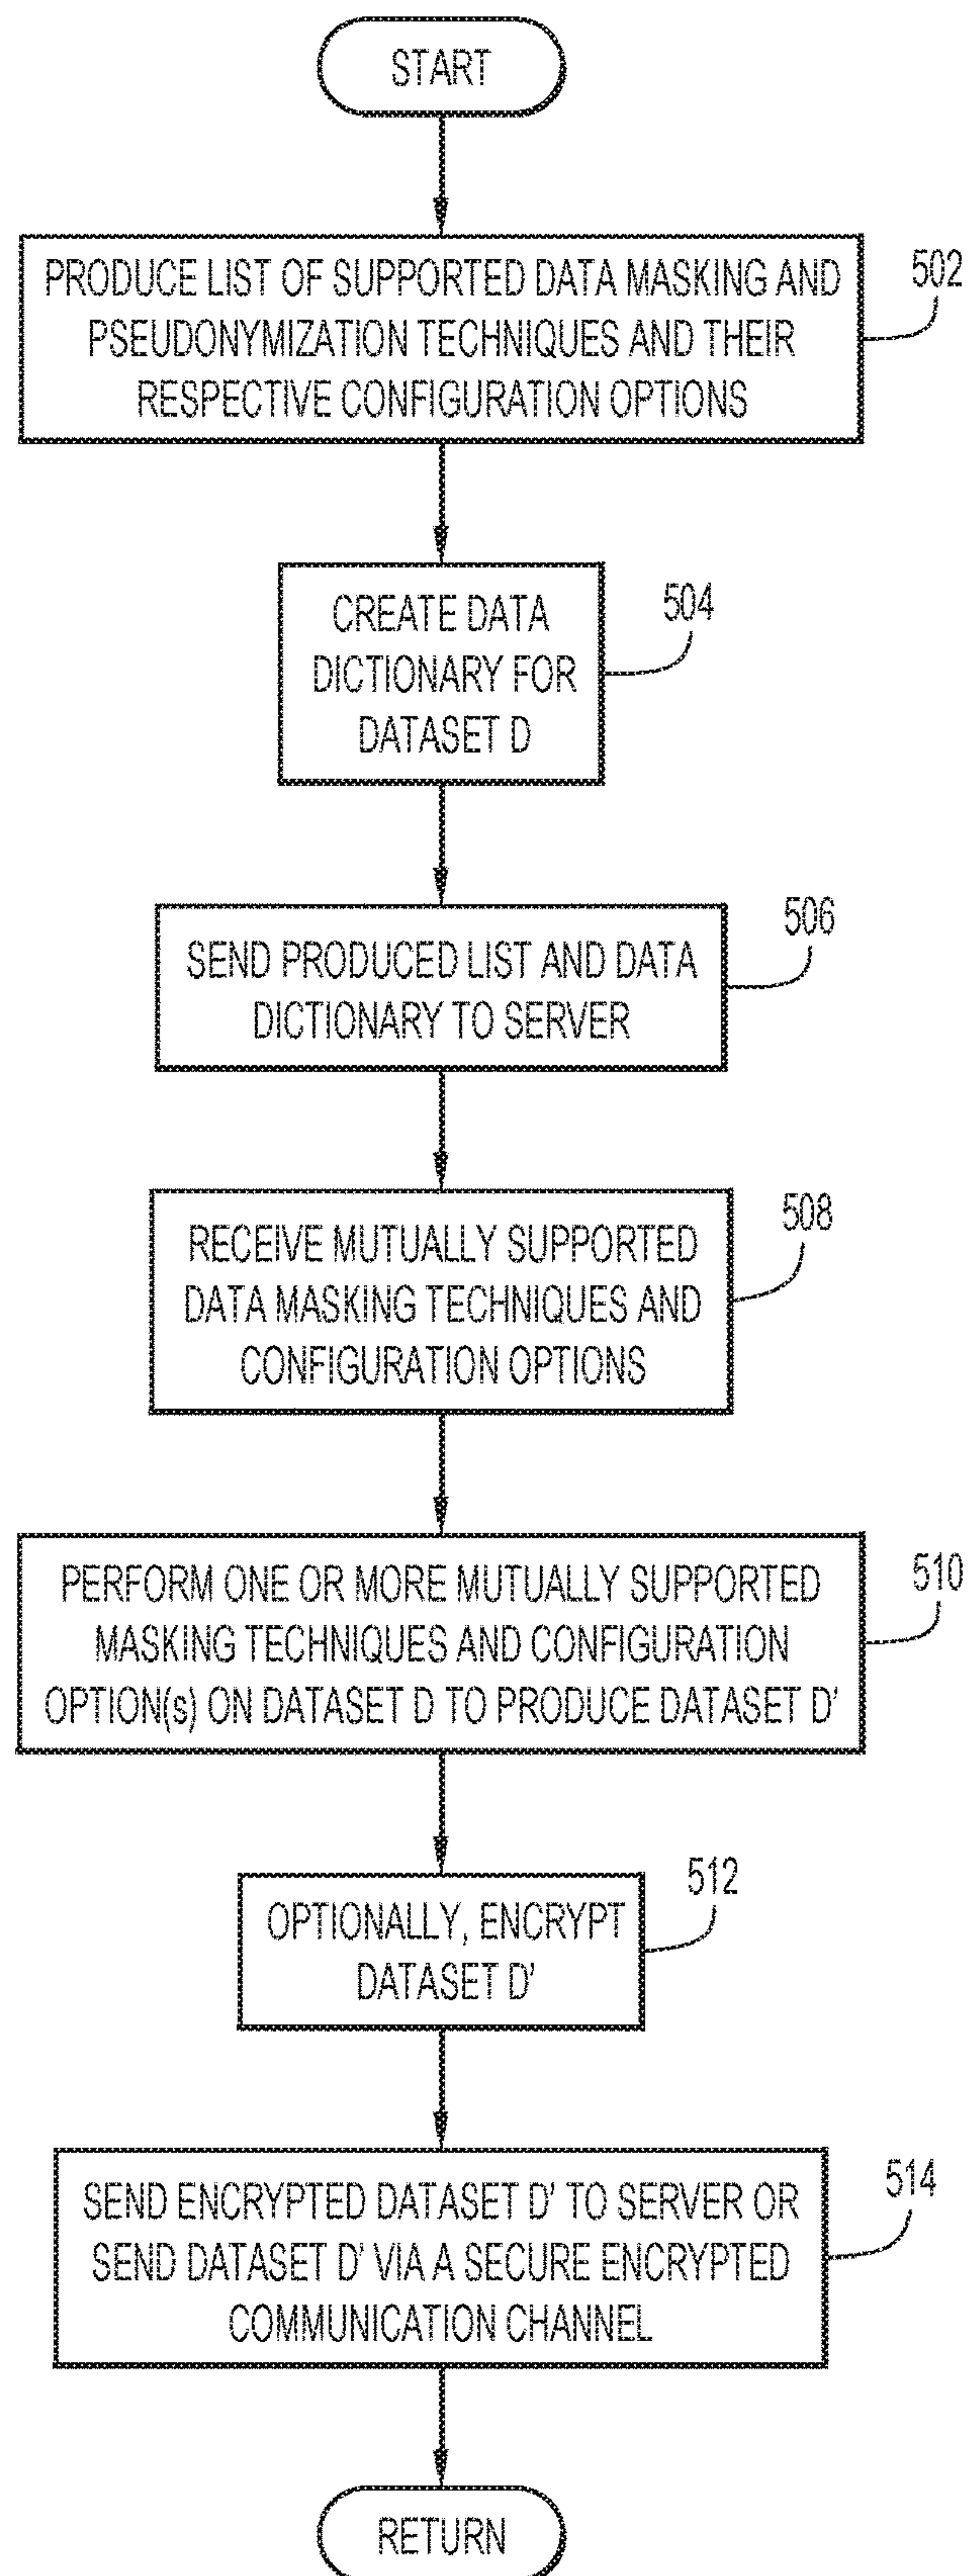 START
PRODUCE LIST OF SUPPORTED DATA MASKING AND
PSEUDONYMIZATION TECHNIQUES AND THEIR
RESPECTIVE CONFIGURATION OPTIONS
502
CREATE DATA
DICTIONARY FOR
DATASET D
504
SEND PRODUCED LIST AND DATA
DICTIONARY TO SERVER
506
RECEIVE MUTUALLY SUPPORTED
DATA MASKING TECHNIQUES AND
CONFIGURATION OPTIONS
508
PERFORM ONE OR MORE MUTUALLY SUPPORTED
MASKING TECHNIQUES AND CONFIGURATION
OPTION(s) ON DATASET D TO PRODUCE DATASET D'
510
OPTIONALLY, ENCRYPT
DATASET D'
512
SEND ENCRYPTED DATASET D' TO SERVER OR
SEND DATASET D' VIA A SECURE ENCRYPTED
COMMUNICATION CHANNEL
514
RETURN